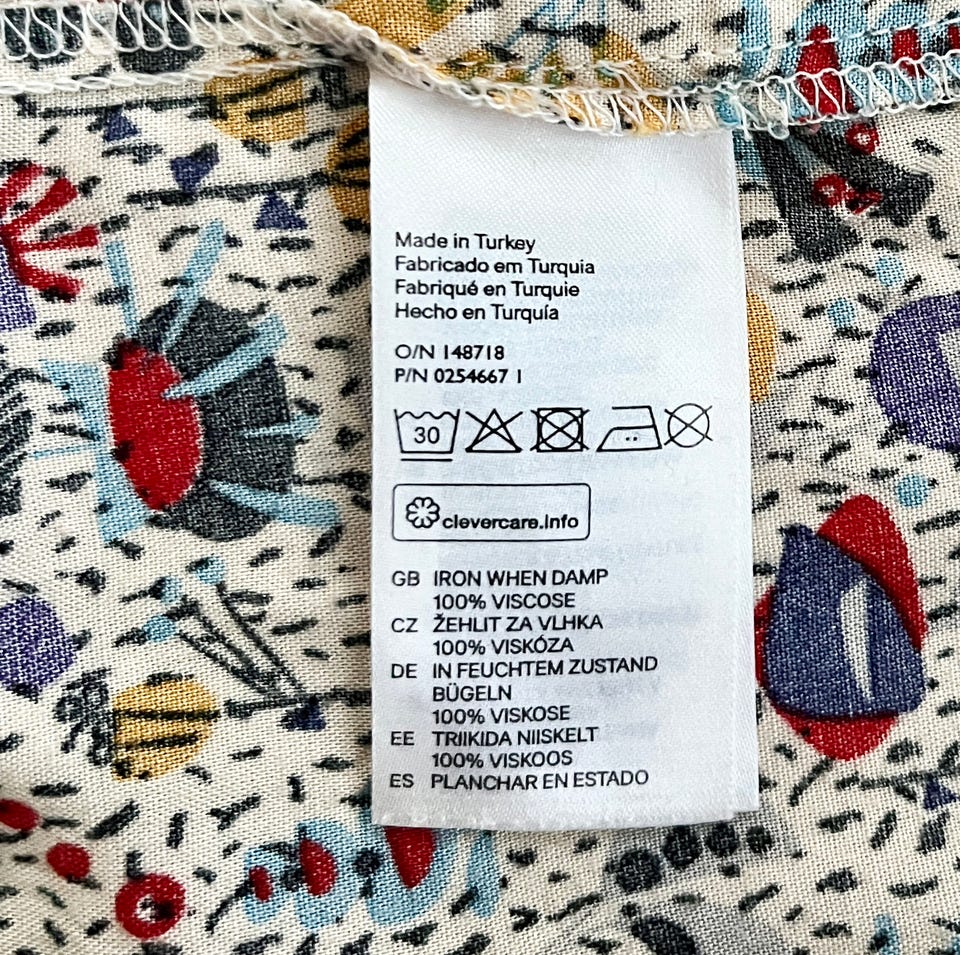 Made in Turkey
Fabricado em Turquia
Fabriqué en Turquie
Hecho en Turquía
O/N 148718
P/N 0254667 1
30
clevercare.info
GB IRON WHEN DAMP
100% VISCOSE
CZ ŽEHLIT ZA VLHKA
100% VISKÓZA
DE IN FEUCHTEM ZUSTAND
BÜGELN
100% VISKOSE
EE TRIIKIDA NIISKELT
100% VISKOOS
ES PLANCHAR EN ESTADO